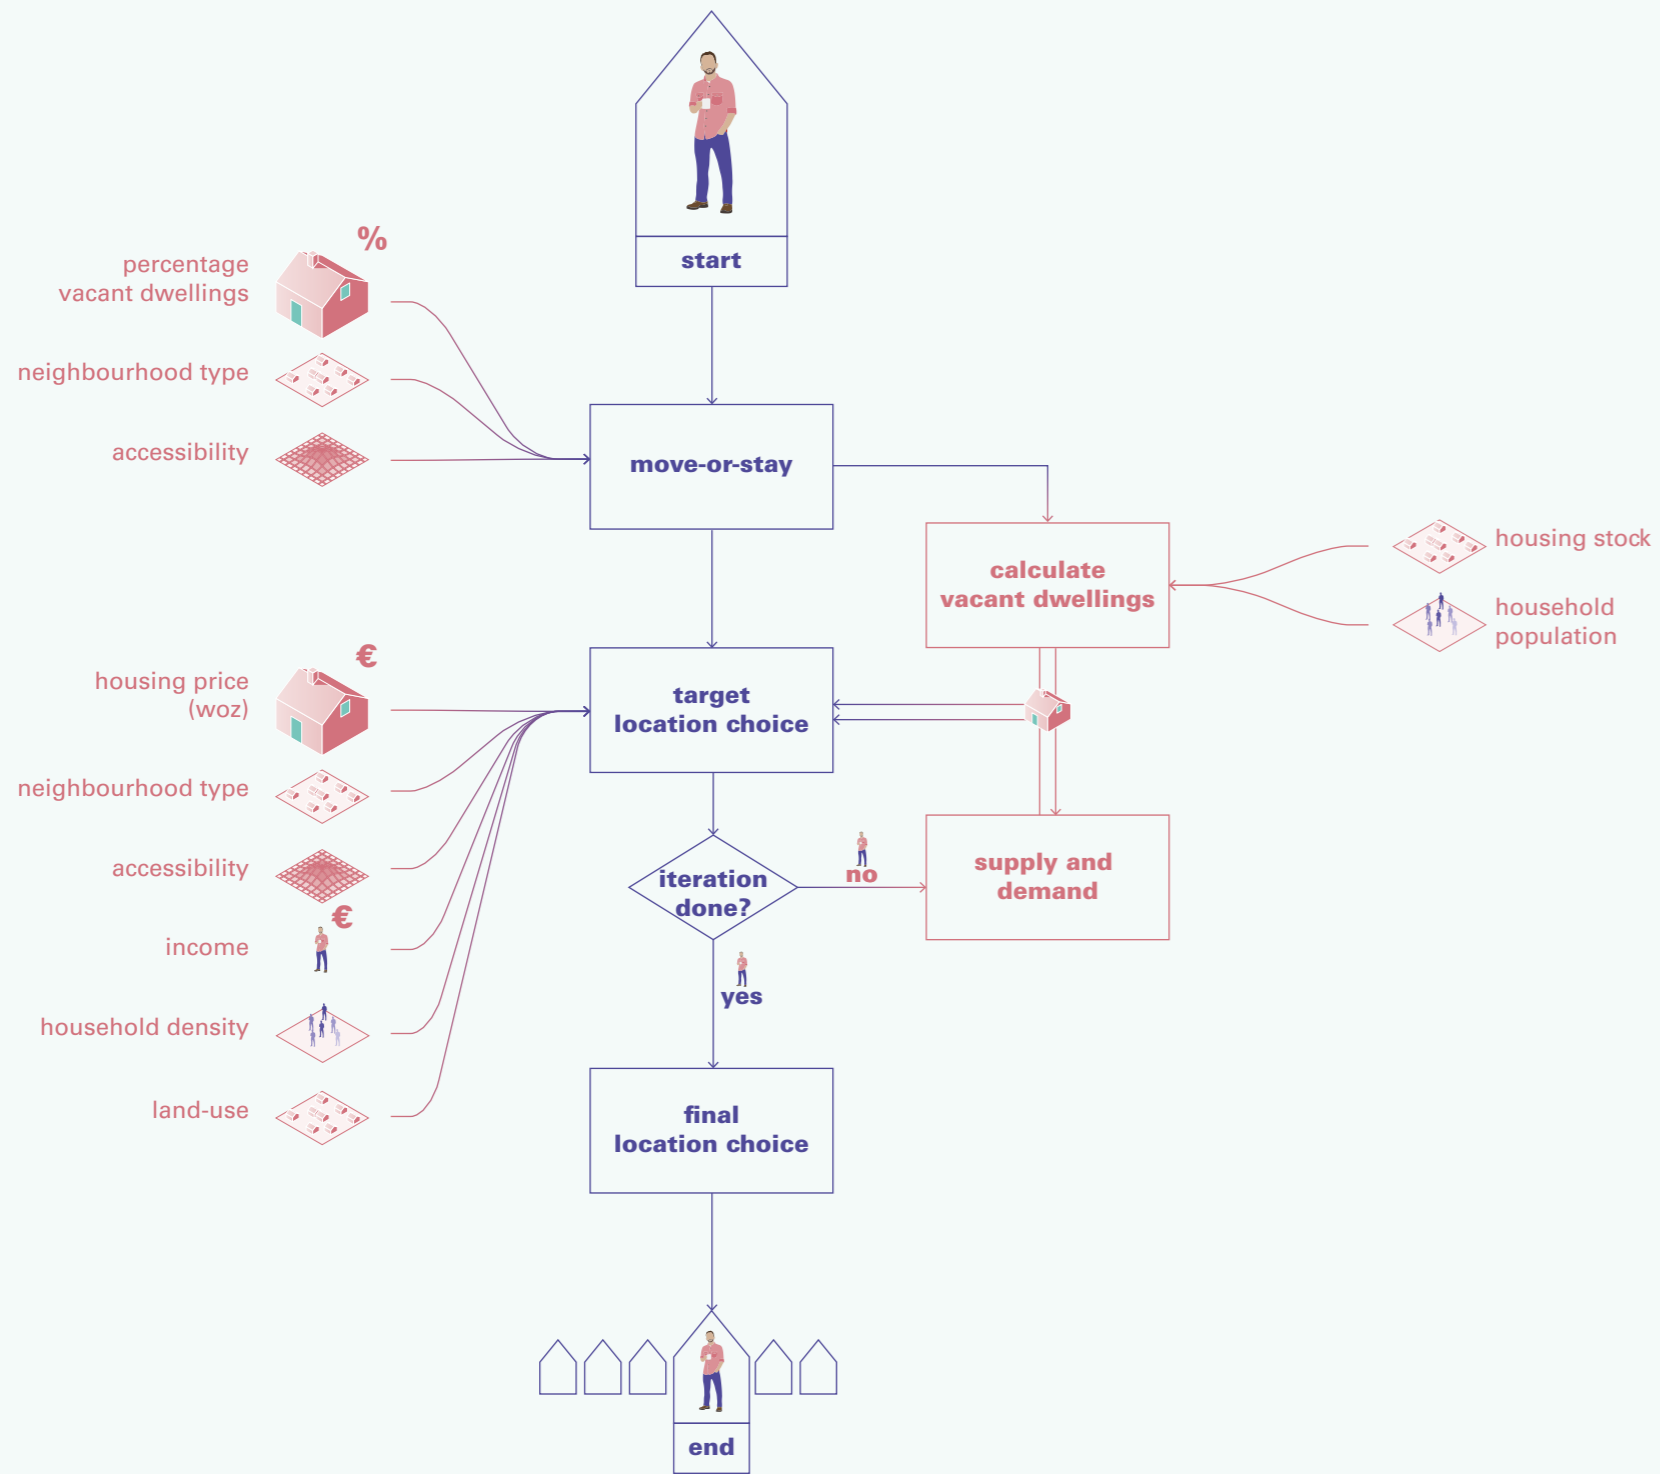 start
%
percentage
vacant dwellings
neighbourhood type
accessibility
move-or-stay
calculate
vacant dwellings
housing stock
household
population
€
housing price
(woz)
neighbourhood type
accessibility
€
income
household density
land-use
target
location choice
iteration
done?
no
supply and
demand
yes
final
location choice
end